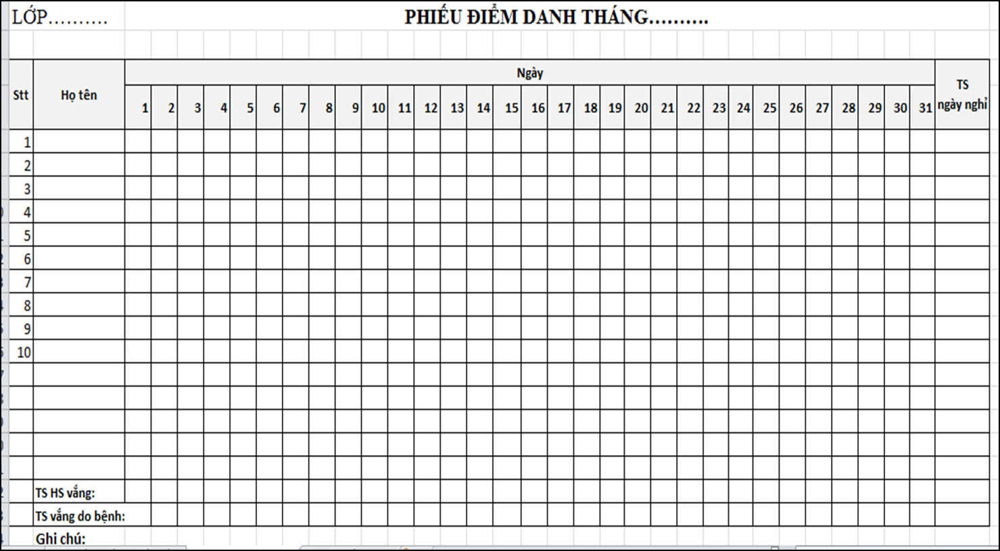 LỚP.......... PHIẾU ĐIỂM DANH THÁNG..........
Stt Họ tên Ngày TS ngày nghỉ
1 2 3 4 5 6 7 8 9 10 11 12 13 14 15 16 17 18 19 20 21 22 23 24 25 26 27 28 29 30 31
1
2
3
4
5
6
7
8
9
10
TS HS vắng:
TS vắng do bệnh:
Ghi chú: